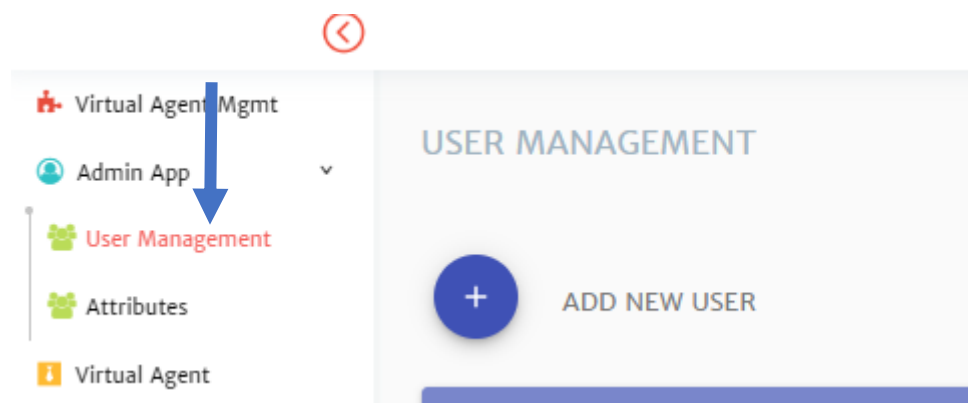 Virtual Agent Mgmt
Admin App
User Management
Attributes
Virtual Agent
USER MANAGEMENT
+
ADD NEW USER